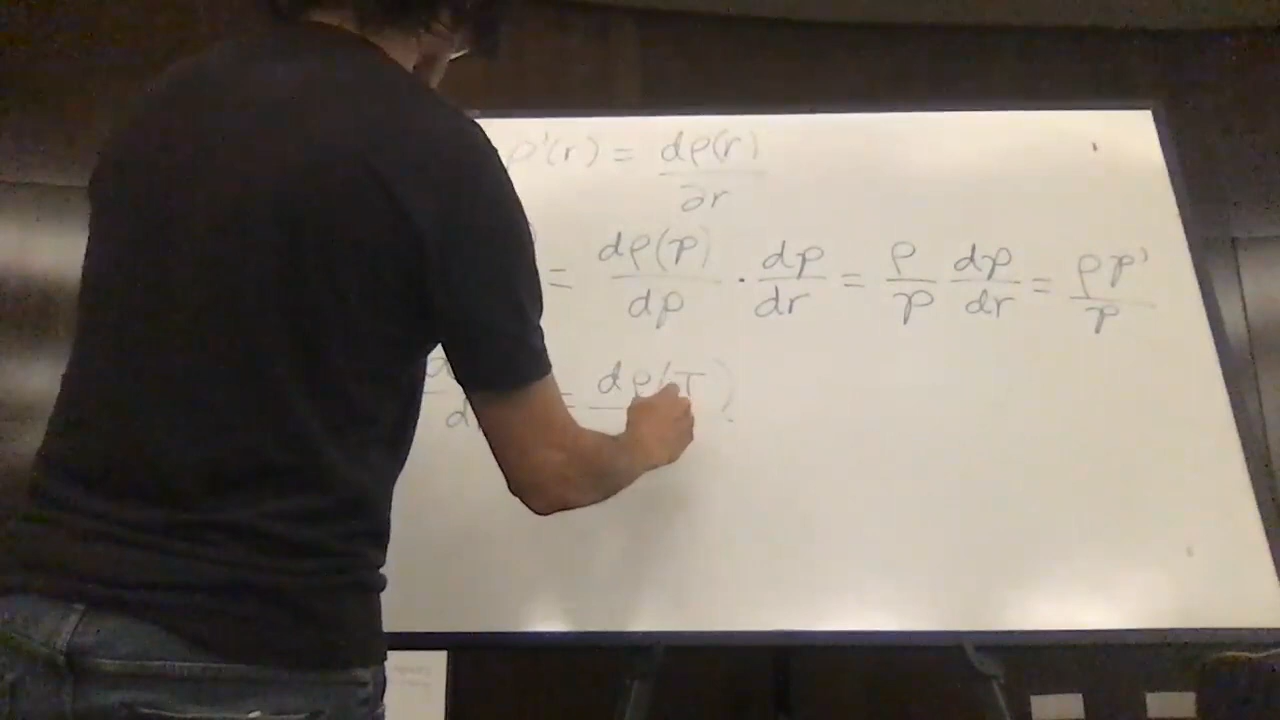 ρ'(r) = dρ(r)/∂r
= dρ(p)/dp · dp/dr = ρ/p dp/dr = ρp'/p
= dρ(T